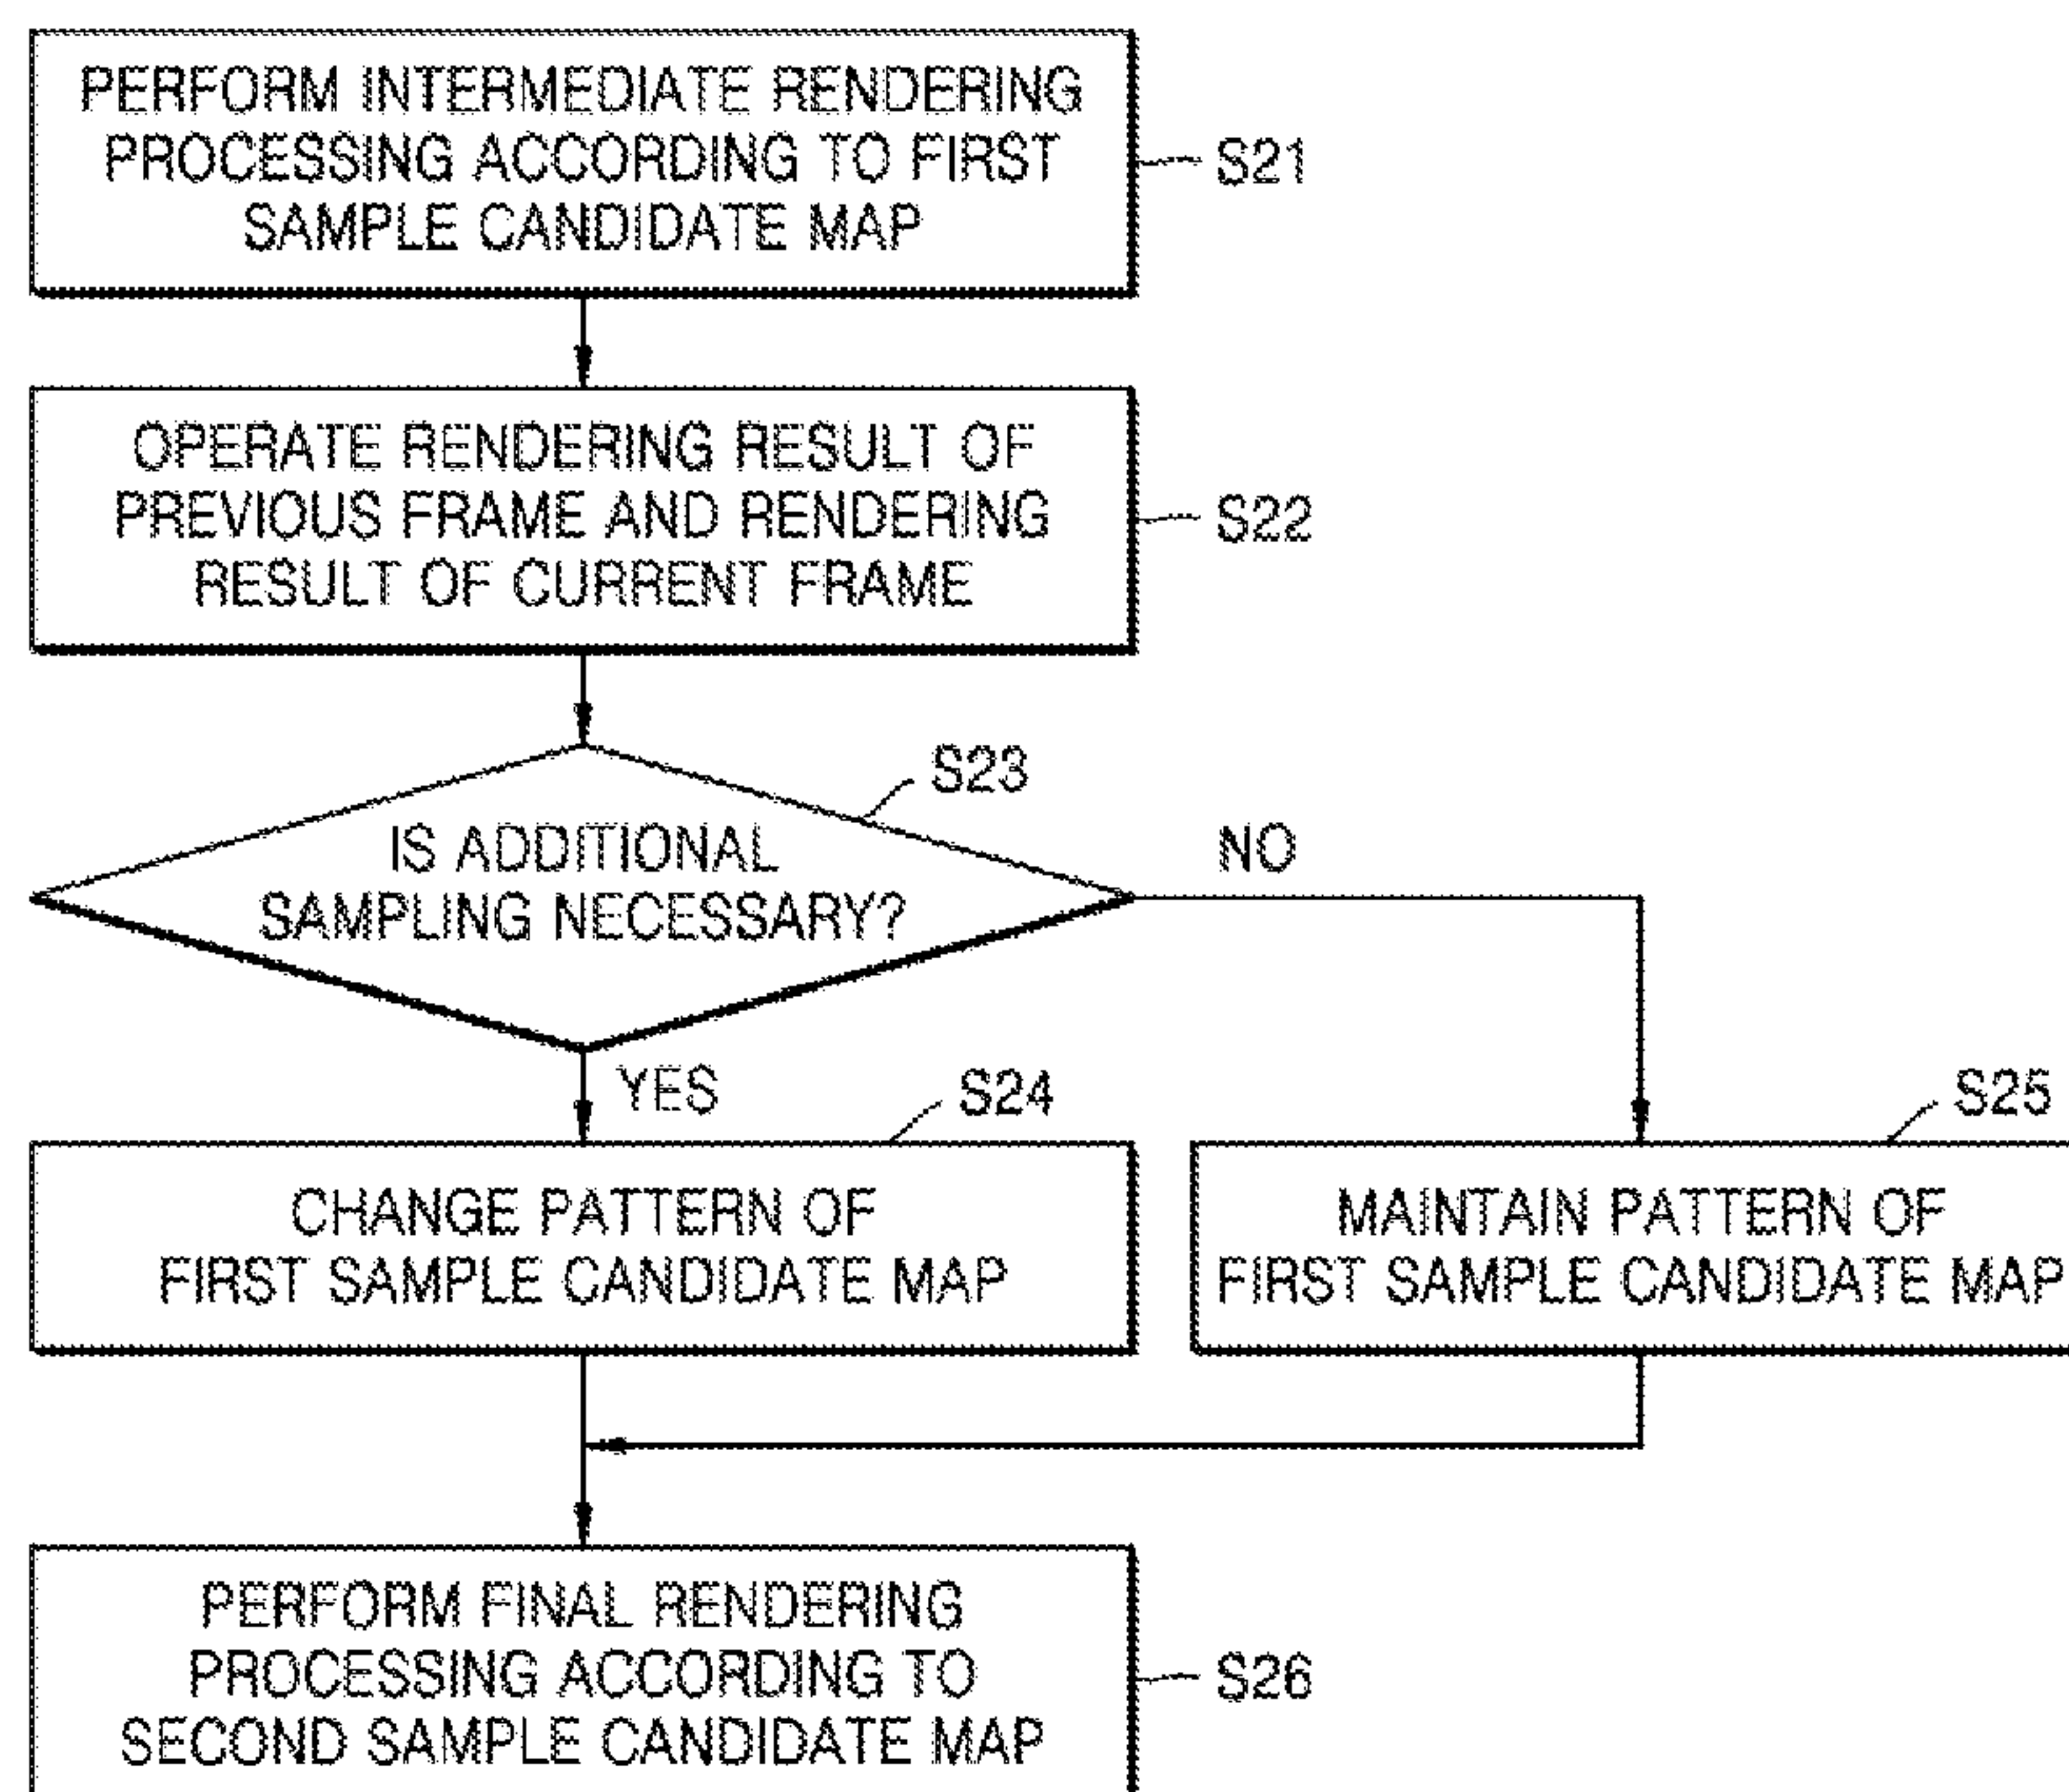 PERFORM INTERMEDIATE RENDERING
PROCESSING ACCORDING TO FIRST
SAMPLE CANDIDATE MAP
S21
OPERATE RENDERING RESULT OF
PREVIOUS FRAME AND RENDERING
RESULT OF CURRENT FRAME
S22
S23
IS ADDITIONAL
SAMPLING NECESSARY?
NO
YES
S24
CHANGE PATTERN OF
FIRST SAMPLE CANDIDATE MAP
S25
MAINTAIN PATTERN OF
FIRST SAMPLE CANDIDATE MAP
PERFORM FINAL RENDERING
PROCESSING ACCORDING TO
SECOND SAMPLE CANDIDATE MAP
S26